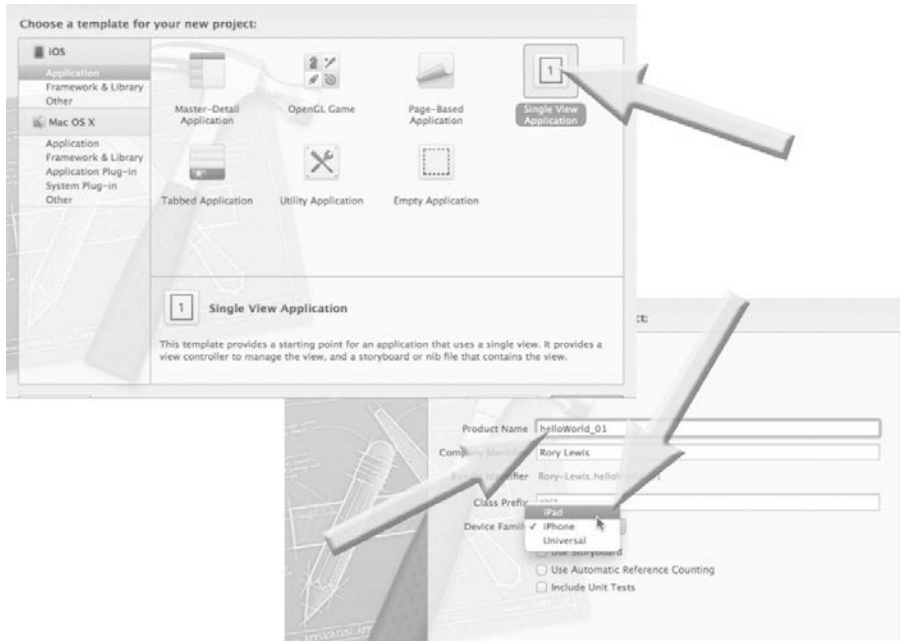 Choose a template for your new project:
iOS
Application
Framework & Library
Other
Mac OS X
Application
Framework & Library
Application Plug-in
System Plug-in
Other
Master-Detail
Application
OpenGL Game
Page-Based
Application
1
Single View
Application
Tabbed Application
Utility Application
Empty Application
1
Single View Application
This template provides a starting point for an application that uses a single view. It provides a
view controller to manage the view, and a storyboard or nib file that contains the view.
Product Name helloWorld_01
Rory Lewis
Identifier
Class Prefix
Device Family
iPad
✓ iPhone
Universal
Use Storyboard
Use Automatic Reference Counting
Include Unit Tests